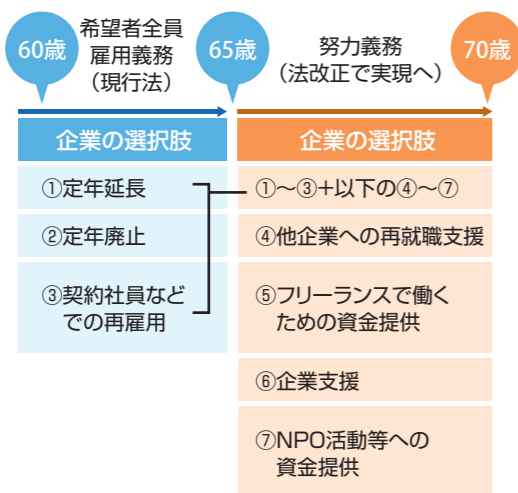 60歳
希望者全員
雇用義務
（現行法）
65歳
努力義務
（法改正で実現へ）
70歳
企業の選択肢
①定年延長
②定年廃止
③契約社員など
での再雇用
企業の選択肢
①〜③+以下の④〜⑦
④他企業への再就職支援
⑤フリーランスで働く
ための資金提供
⑥企業支援
⑦NPO活動等への
資金提供